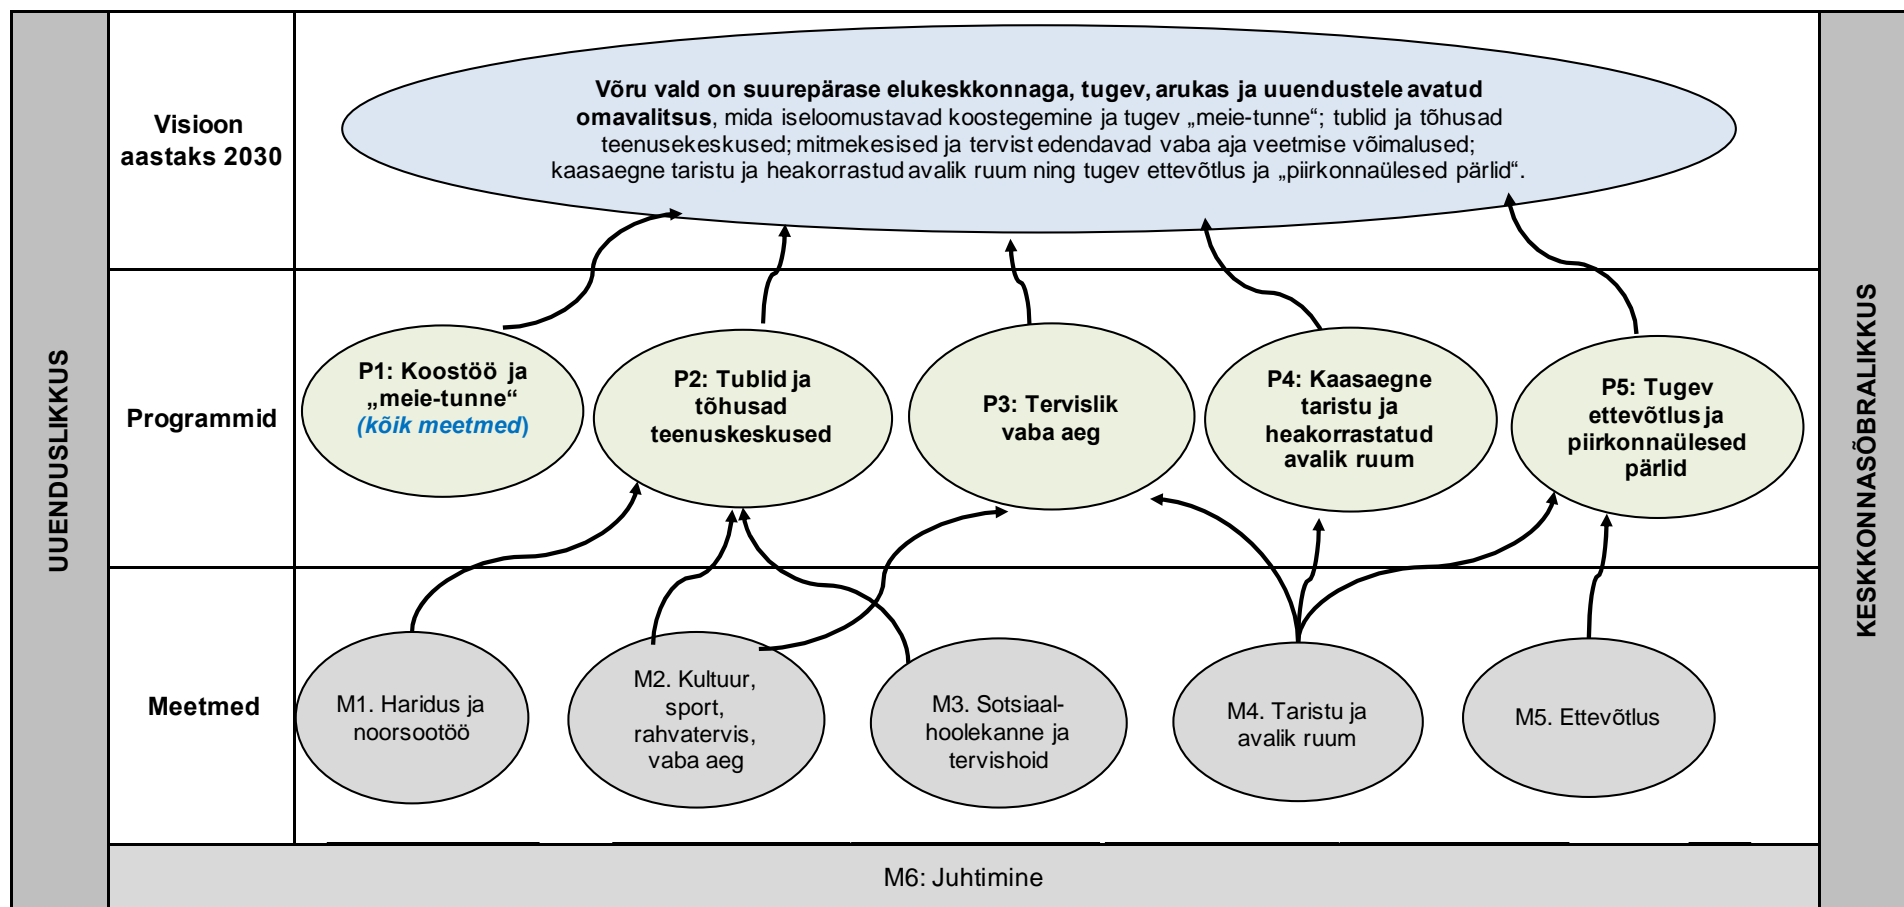 UUENDUSLIKKUS
Visioon
aastaks 2030
Võru vald on suurepärase elukeskkonnaga, tugev, arukas ja uuendustele avatud
omavalitsus, mida iseloomustavad koostegemine ja tugev „meie-tunne“; tublid ja tõhusad
teenusekeskused; mitmekesised ja tervist edendavad vaba aja veetmise võimalused;
kaasaegne taristu ja heakorrastud avalik ruum ning tugev ettevõtlus ja „piirkonnaülesed pärlid“.
Programmid
P1: Koostöö ja
„meie-tunne“
(kõik meetmed)
P2: Tublid ja
tõhusad
teenuskeskused
P3: Tervislik
vaba aeg
P4: Kaasaegne
taristu ja
heakorrastatud
avalik ruum
P5: Tugev
ettevõtlus ja
piirkonnaülesed
pärlid
Meetmed
M1. Haridus ja
noorsootöö
M2. Kultuur,
sport,
rahvatervis,
vaba aeg
M3. Sotsiaal-
hoolekanne ja
tervishoid
M4. Taristu ja
avalik ruum
M5. Ettevõtlus
M6: Juhtimine
KESKKONNASÕBRALIKUS